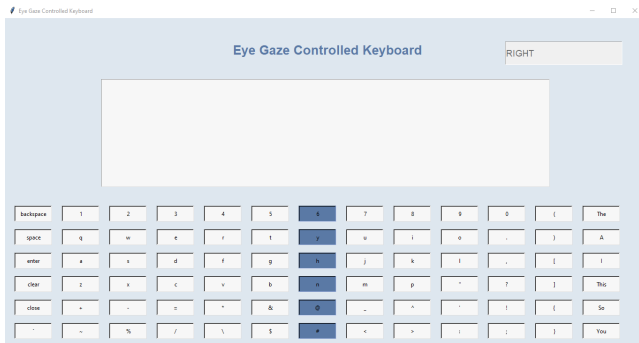 Eye Gaze Controlled Keyboard
Eye Gaze Controlled Keyboard
RIGHT
backspace 1 2 3 4 5 6 7 8 9 0 ( The
space q w e r t y u i o . ) A
enter a s d f g h j k l , [ I
clear z x c v b n m p " ? ] This
close + - = * & @ _ ^ ' ! { So
% / \ $ # < > : ; } You